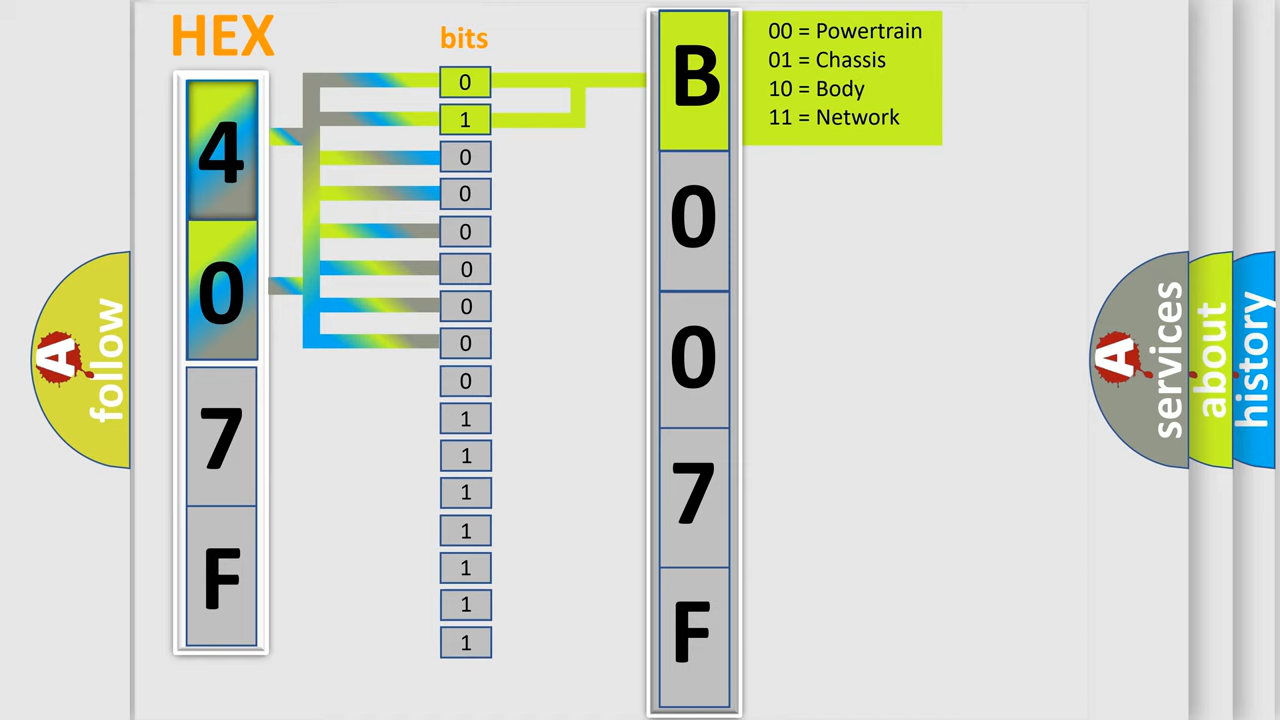 HEX
bits
4
0
7
F
0
1
0
0
0
0
0
0
0
1
1
1
1
1
1
1
B
0
0
7
F
00 = Powertrain
01 = Chassis
10 = Body
11 = Network
A
follow
A
services
about
history